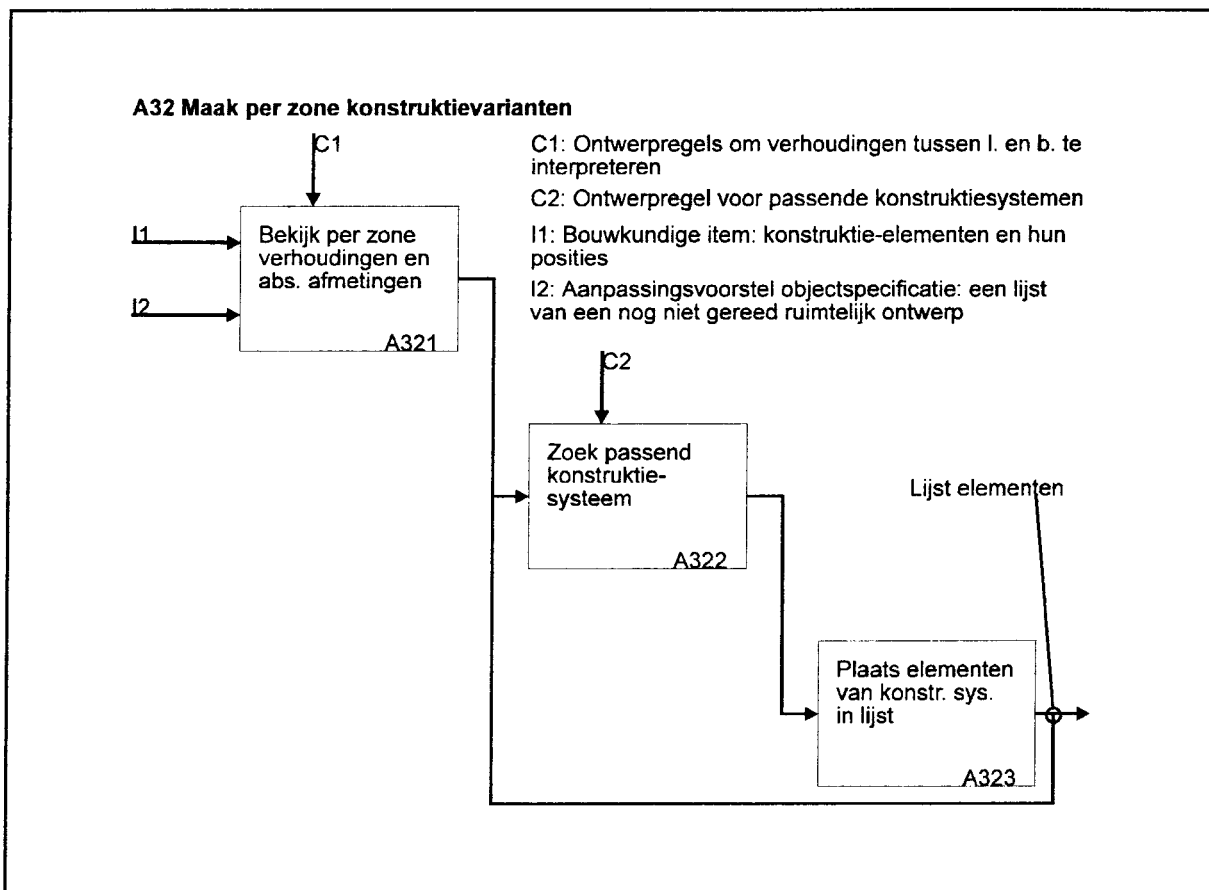 A32 Maak per zone konstruktievarianten
C1
C1: Ontwerpregels om verhoudingen tussen l. en b. te
interpreteren
C2: Ontwerpregel voor passende konstruktiesystemen
I1: Bouwkundige item: konstruktie-elementen en hun
posities
I2: Aanpassingsvoorstel objectspecificatie: een lijst
van een nog niet gereed ruimtelijk ontwerp
I1
I2
Bekijk per zone
verhoudingen en
abs. afmetingen
A321
C2
Zoek passend
konstruktie-
systeem
A322
Lijst elementen
Plaats elementen
van konstr. sys.
in lijst
A323